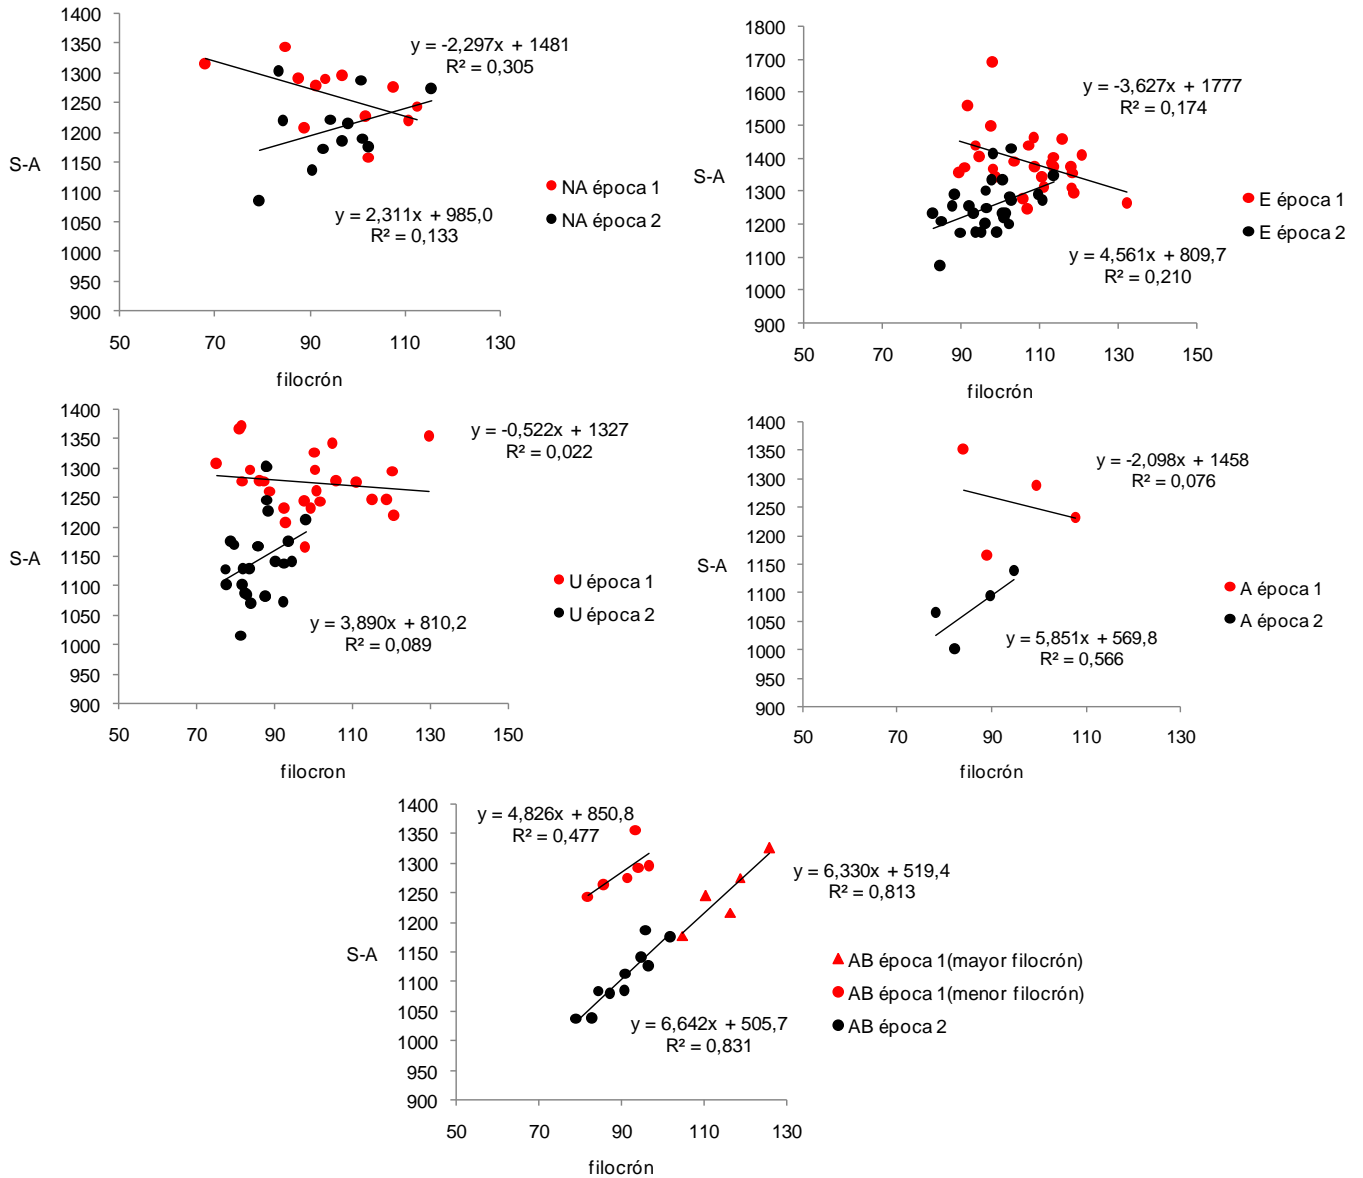 1400
1350
1300
1250
1200
1150
1100
1050
1000
950
900
S-A
50
70
90
110
130
filocrón
y = -2,297x + 1481
R² = 0,305
y = 2,311x + 985,0
R² = 0,133
NA época 1
NA época 2
1800
1700
1600
1500
1400
1300
1200
1100
1000
900
S-A
50
70
90
110
130
150
filocrón
y = -3,627x + 1777
R² = 0,174
y = 4,561x + 809,7
R² = 0,210
E época 1
E época 2
1400
1350
1300
1250
1200
1150
1100
1050
1000
950
900
S-A
50
70
90
110
130
150
filocron
y = -0,522x + 1327
R² = 0,022
y = 3,890x + 810,2
R² = 0,089
U época 1
U época 2
1400
1350
1300
1250
1200
1150
1100
1050
1000
950
900
S-A
50
70
90
110
130
filocrón
y = -2,098x + 1458
R² = 0,076
y = 5,851x + 569,8
R² = 0,566
A época 1
A época 2
1400
1350
1300
1250
1200
1150
1100
1050
1000
950
900
S-A
50
70
90
110
130
filocrón
y = 4,826x + 850,8
R² = 0,477
y = 6,330x + 519,4
R² = 0,813
y = 6,642x + 505,7
R² = 0,831
AB época 1(mayor filocrón)
AB época 1(menor filocrón)
AB época 2